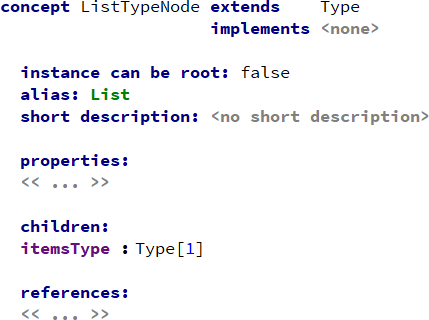 concept ListTypeNode extends Type
implements <none>
instance can be root: false
alias: List
short description: <no short description>
properties:
<< ... >>
children:
itemsType : Type[1]
references:
<< ... >>